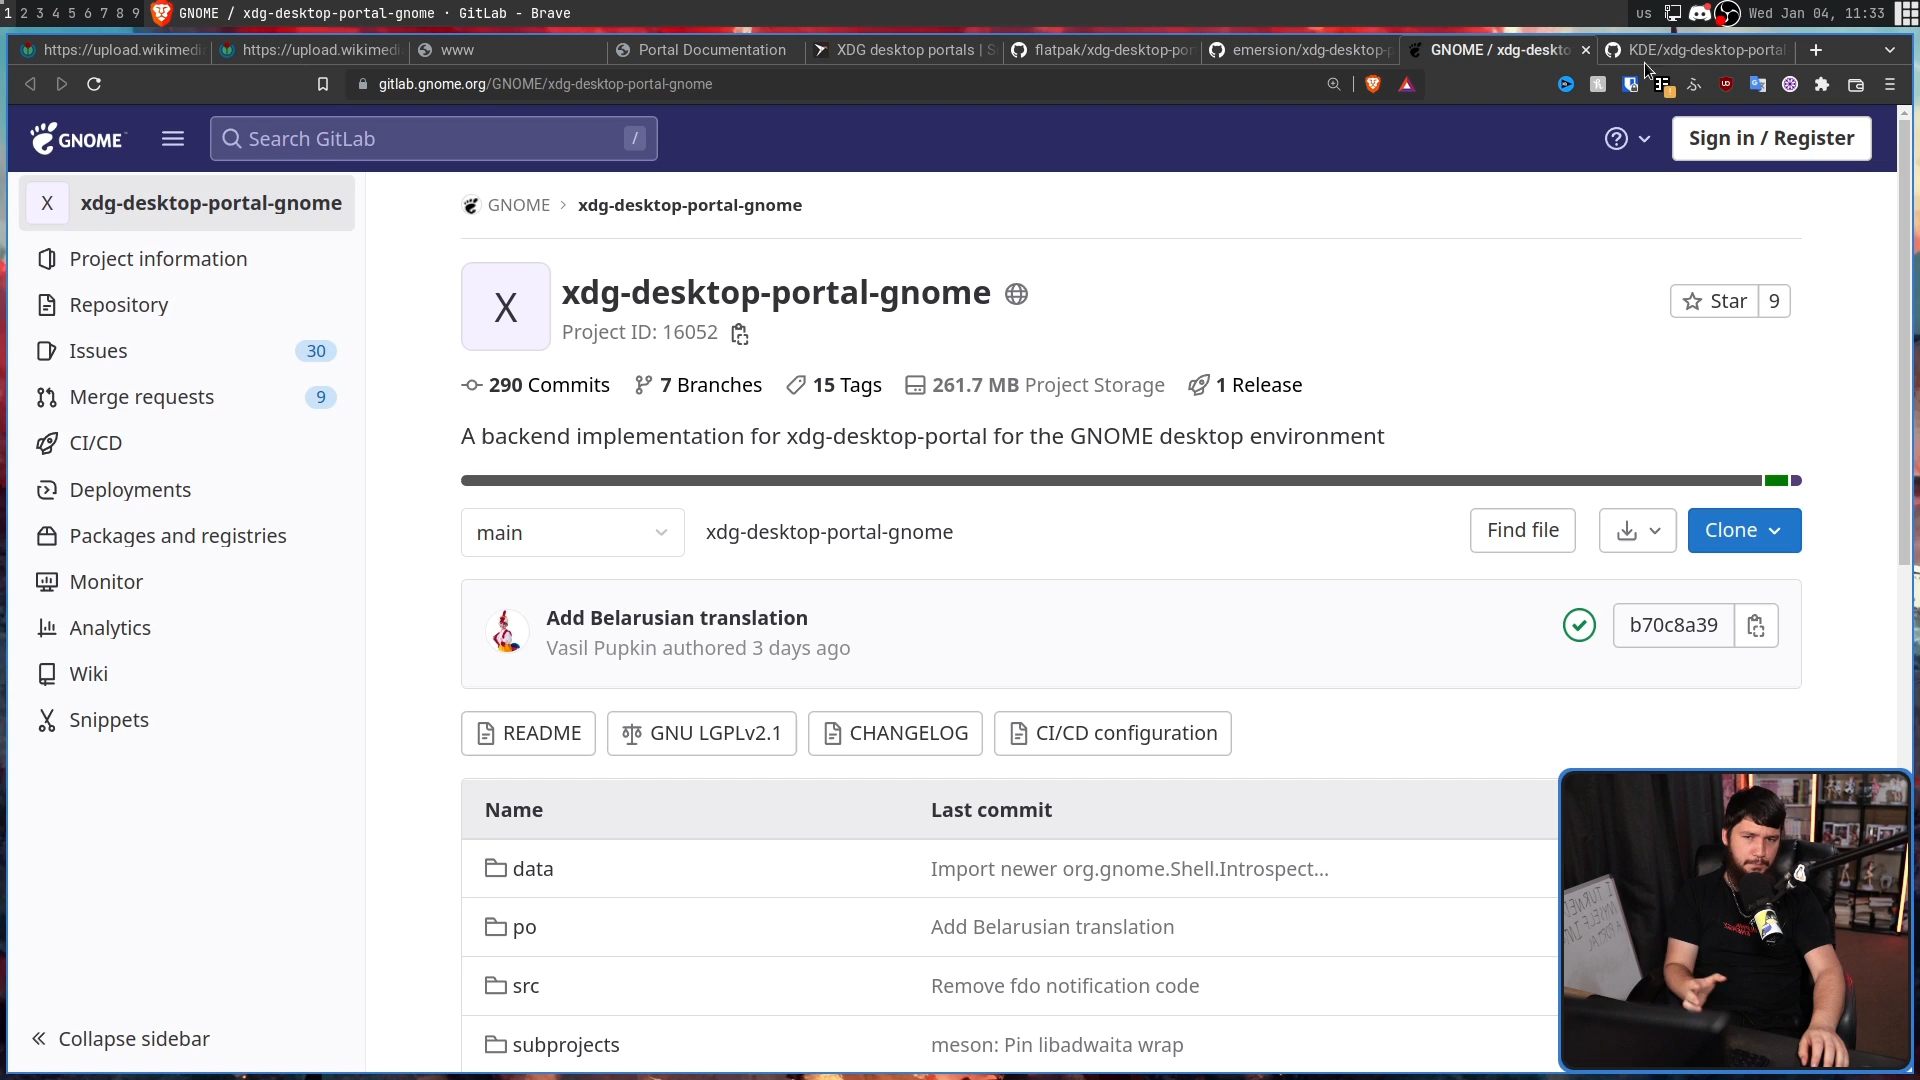 1 2 3 4 5 6 7 8 9 GNOME / xdg-desktop-portal-gnome · GitLab - Brave us Wed Jan 04, 11:33
https://upload.wikimedi https://upload.wikimedi www Portal Documentation XDG desktop portals | S flatpak/xdg-desktop-por emersion/xdg-desktop-p GNOME / xdg-deskto KDE/xdg-desktop-portal
gitlab.gnome.org/GNOME/xdg-desktop-portal-gnome
GNOME Search GitLab / Sign in / Register
X xdg-desktop-portal-gnome
Project information
Repository
Issues 30
Merge requests 9
CI/CD
Deployments
Packages and registries
Monitor
Analytics
Wiki
Snippets
Collapse sidebar
GNOME > xdg-desktop-portal-gnome
X xdg-desktop-portal-gnome
Project ID: 16052
Star 9
290 Commits 7 Branches 15 Tags 261.7 MB Project Storage 1 Release
A backend implementation for xdg-desktop-portal for the GNOME desktop environment
main xdg-desktop-portal-gnome Find file Clone
Add Belarusian translation
Vasil Pupkin authored 3 days ago
b70c8a39
README GNU LGPLv2.1 CHANGELOG CI/CD configuration
Name Last commit
data Import newer org.gnome.Shell.Introspect...
po Add Belarusian translation
src Remove fdo notification code
subprojects meson: Pin libadwaita wrap